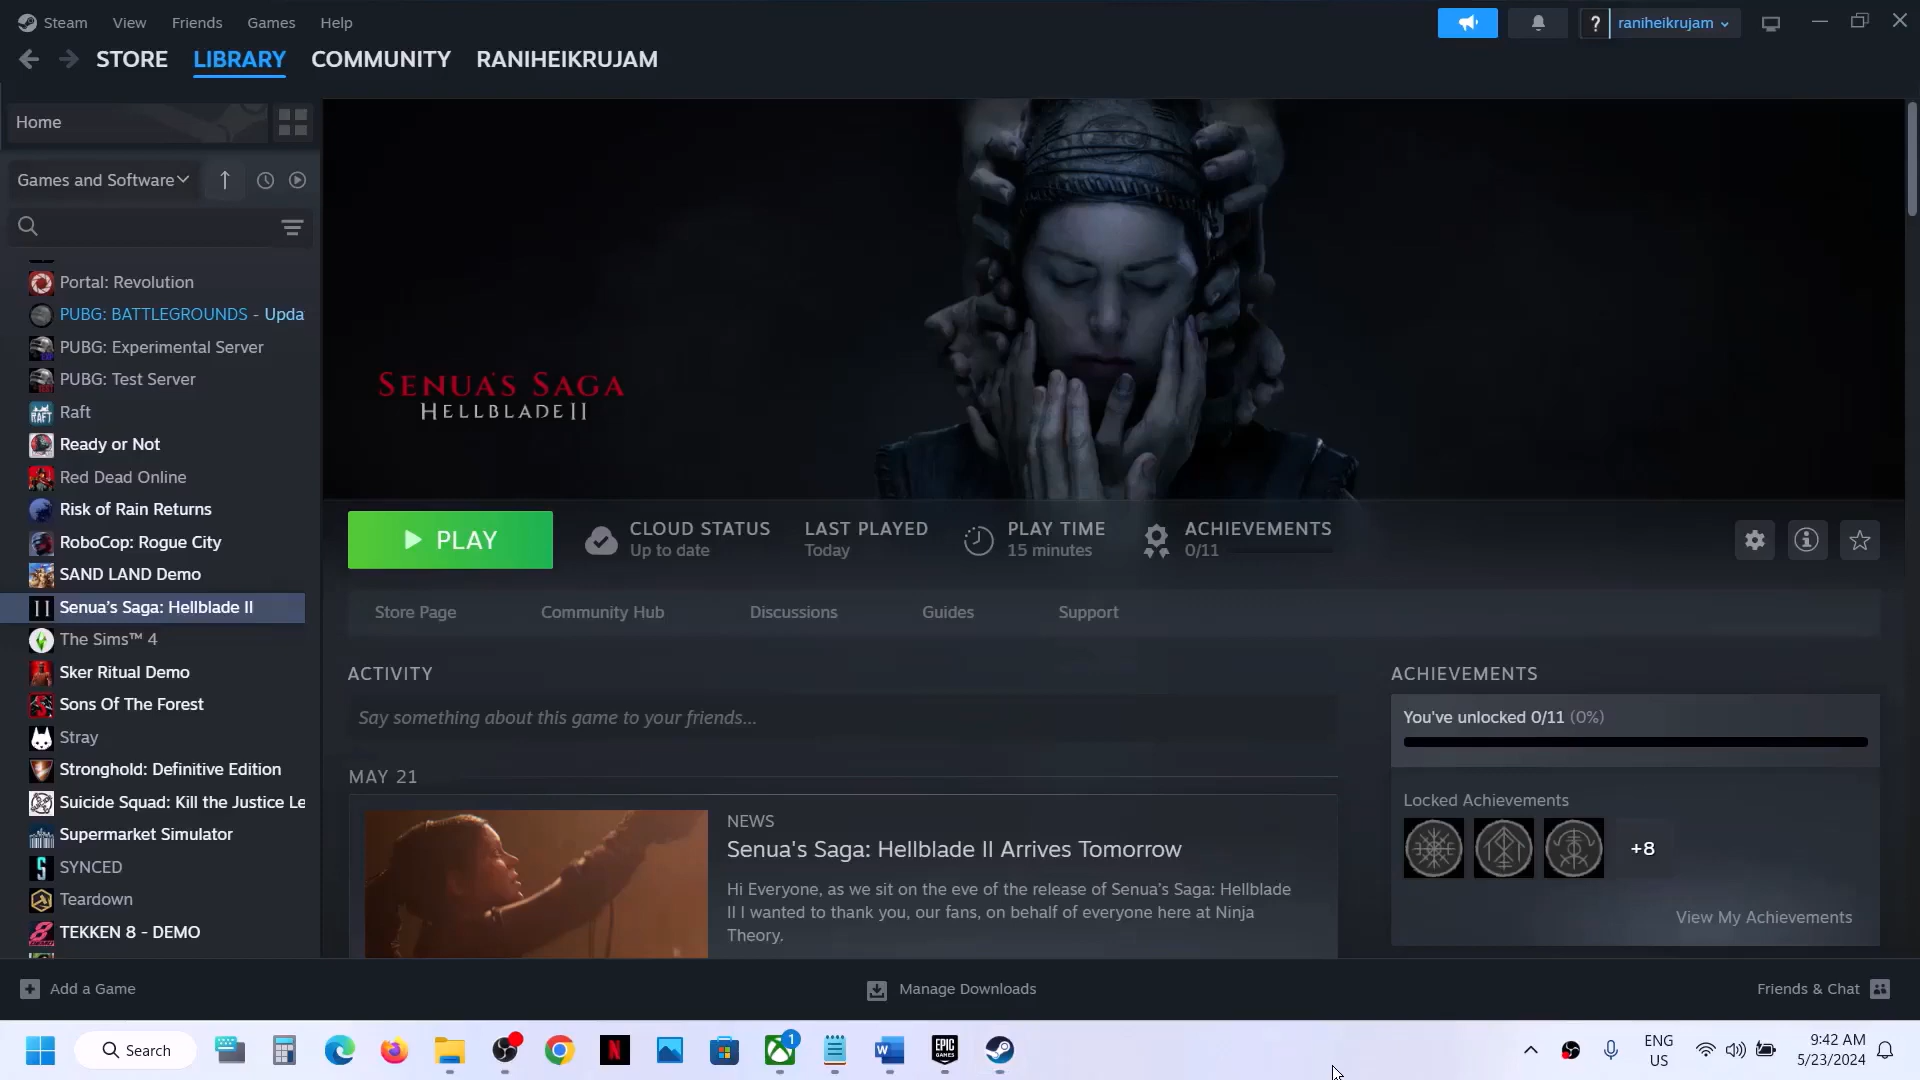 Steam View Friends Games Help
? raniheikrujam
STORE LIBRARY COMMUNITY RANIHEIKRUJAM
Home
Games and Software
Portal: Revolution
PUBG: BATTLEGROUNDS - Upda
PUBG: Experimental Server
PUBG: Test Server
Raft
Ready or Not
Red Dead Online
Risk of Rain Returns
RoboCop: Rogue City
SAND LAND Demo
Senua's Saga: Hellblade II
The Sims™ 4
Sker Ritual Demo
Sons Of The Forest
Stray
Stronghold: Definitive Edition
Suicide Squad: Kill the Justice Le
Supermarket Simulator
SYNCED
Teardown
TEKKEN 8 - DEMO
SENUA'S SAGA
HELLBLADE II
PLAY
CLOUD STATUS
Up to date
LAST PLAYED
Today
PLAY TIME
15 minutes
ACHIEVEMENTS
0/11
Store Page Community Hub Discussions Guides Support
ACTIVITY
Say something about this game to your friends...
MAY 21
NEWS
Senua's Saga: Hellblade II Arrives Tomorrow
Hi Everyone, as we sit on the eve of the release of Senua's Saga: Hellblade
II I wanted to thank you, our fans, on behalf of everyone here at Ninja
Theory.
ACHIEVEMENTS
You've unlocked 0/11 (0%)
Locked Achievements
+8
View My Achievements
Add a Game
Manage Downloads
Friends & Chat
Search
1
EPIC
GAMES
ENG
US
9:42 AM
5/23/2024